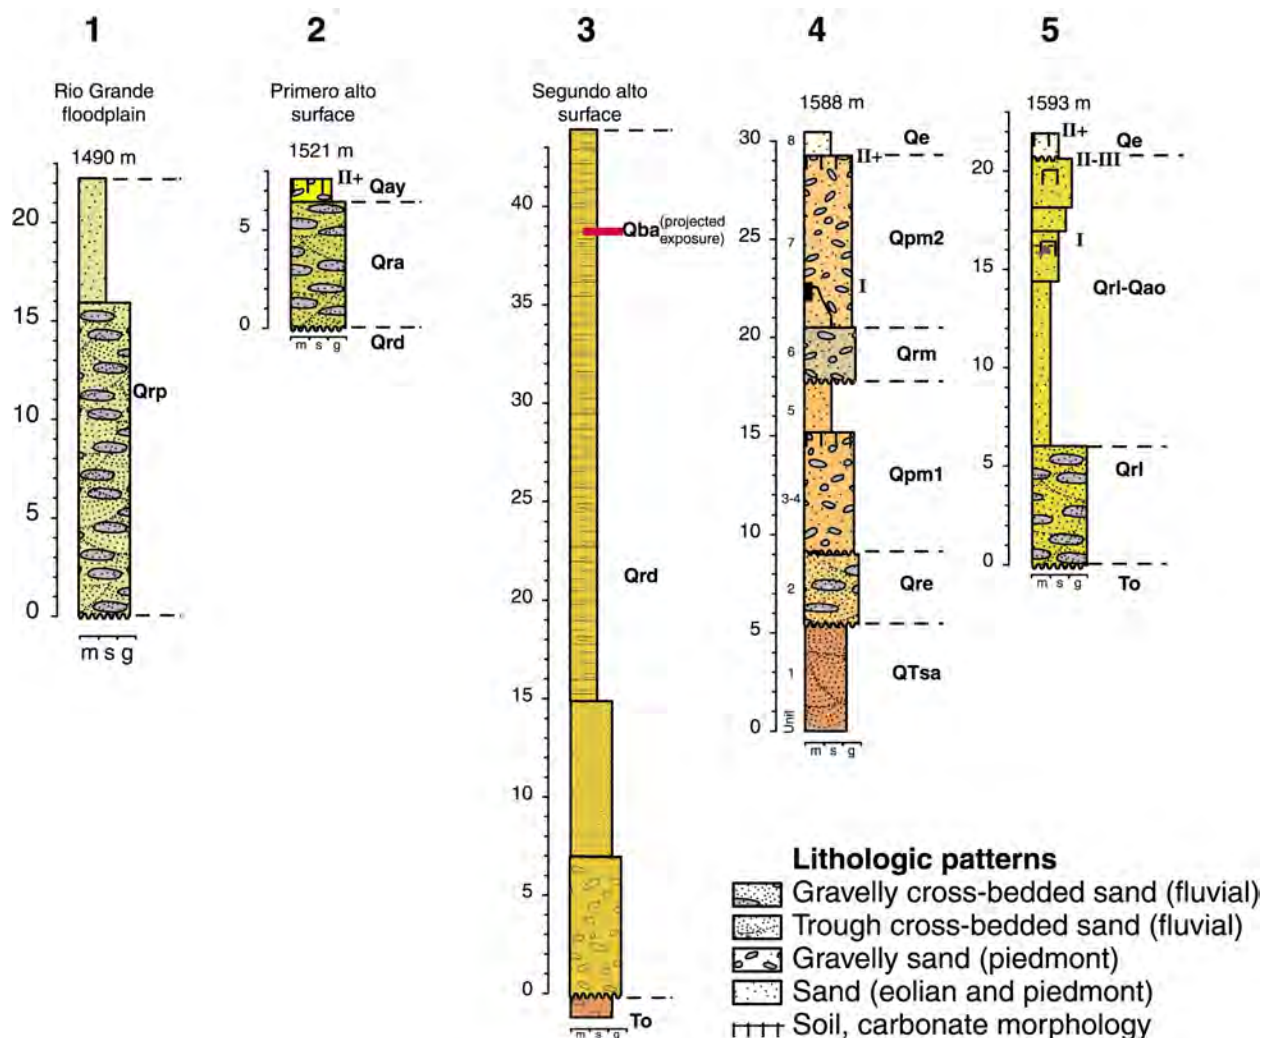 1
Rio Grande
floodplain
1490 m
20
15
10
5
0
m s g
Qrp
2
Primero alto
surface
1521 m
II+
Qay
5
Qra
0
Qrd
m s g
3
Segundo alto
surface
40
Qba (projected
exposure)
35
30
25
Qrd
20
15
10
5
0
To
m s g
4
1588 m
30
8
Qe
II+
25
7
Qpm2
I
20
6
Qrm
5
15
Qpm1
3-4
10
2
Qre
5
1
QTsa
Unit
0
m s g
5
1593 m
II+
Qe
20
II-III
I
15
Qrl-Qao
10
5
Qrl
0
To
m s g
Lithologic patterns
Gravelly cross-bedded sand (fluvial)
Trough cross-bedded sand (fluvial)
Gravelly sand (piedmont)
Sand (eolian and piedmont)
Soil, carbonate morphology